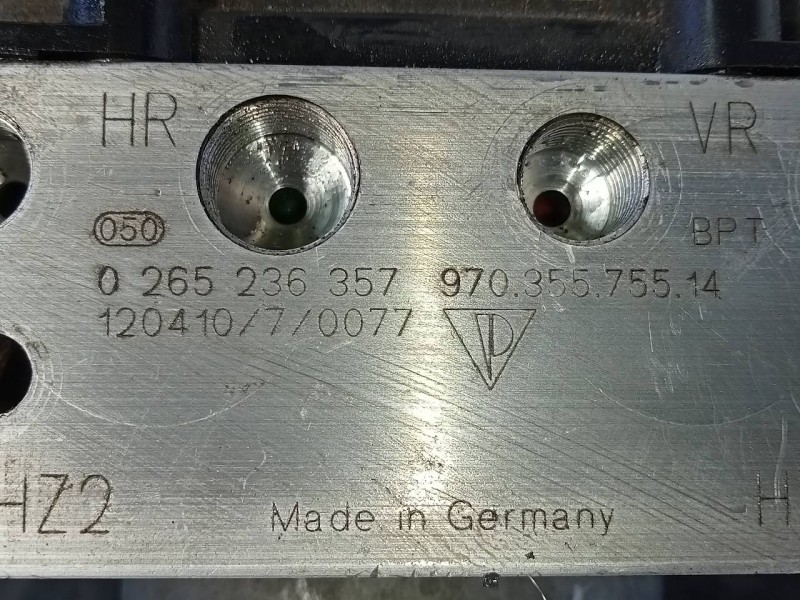 HR VR
050 BPT
0 265 236 357 970.355.755.14
120410/7/0077
HZ2 H
Made in Germany